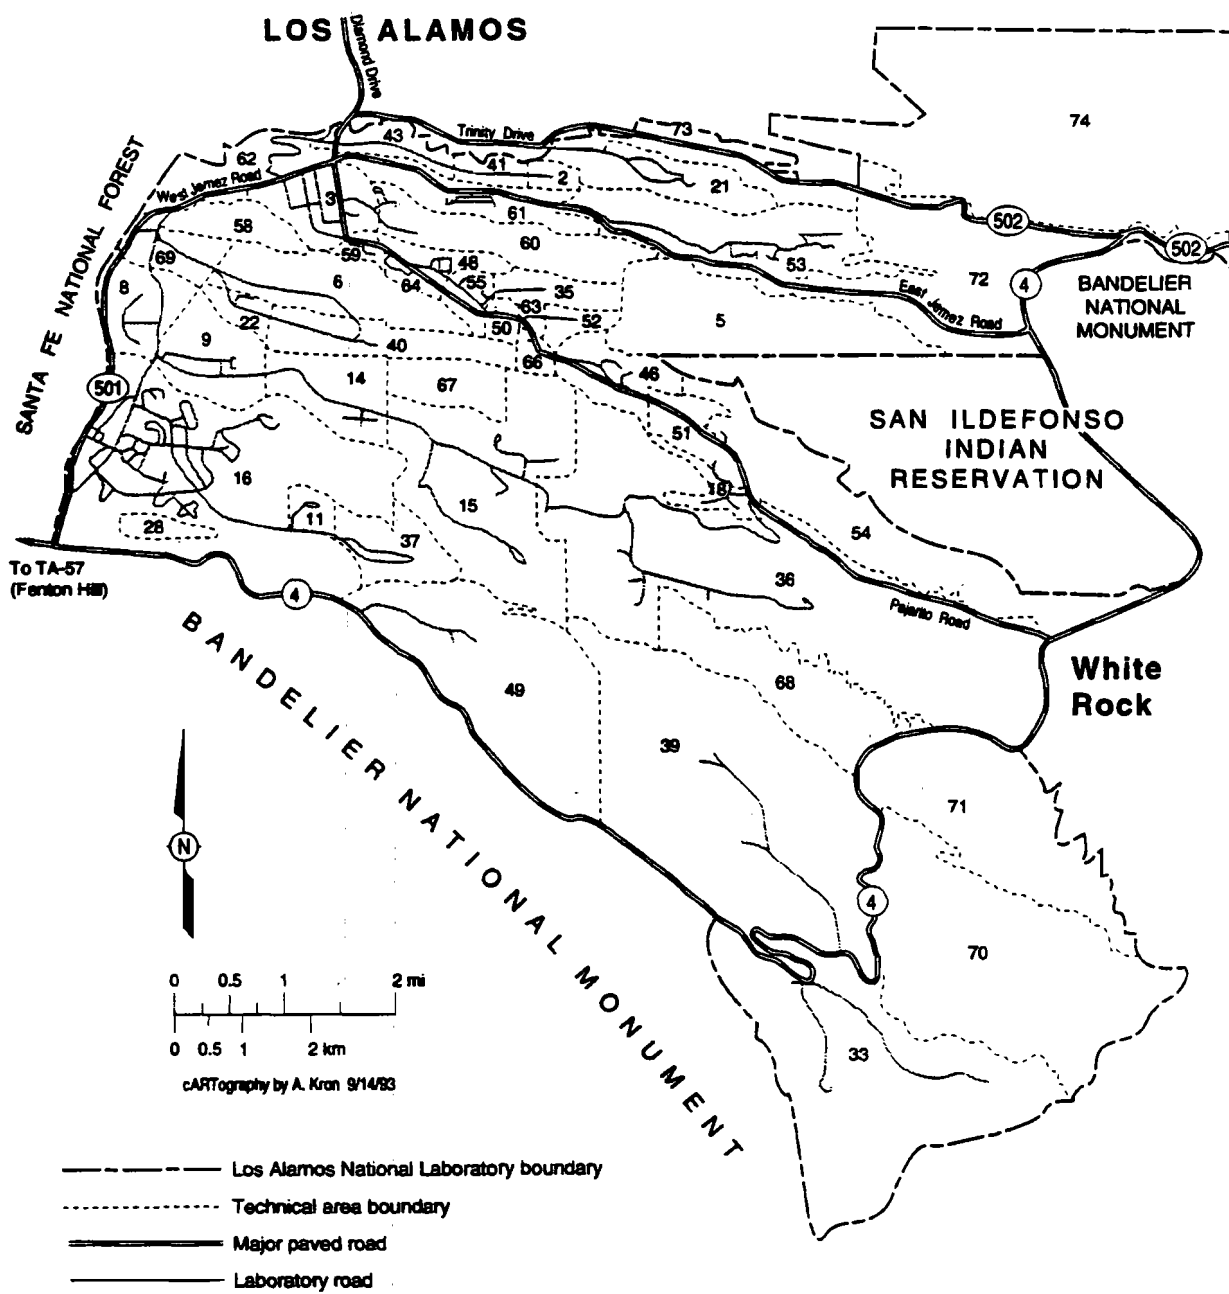 LOS ALAMOS
Diamond Drive
43
Trinity Drive
73
74
62
41
2
21
West Jemez Road
SANTA FE NATIONAL FOREST
3
61
58
60
502
502
59
48
53
72
69
6
64
55
35
4
BANDELIER
NATIONAL
MONUMENT
8
63
East Jemez Road
22
50
52
5
9
40
66
501
14
67
46
SAN ILDEFONSO
INDIAN
RESERVATION
51
16
18
15
11
28
37
54
To TA-57
(Fenton Hill)
36
4
Pajarito Road
BANDELIER NATIONAL MONUMENT
White
Rock
68
49
39
71
N
4
70
0 0.5 1 2 mi
0 0.5 1 2 km
33
cARTography by A. Kron 9/14/93
Los Alamos National Laboratory boundary
Technical area boundary
Major paved road
Laboratory road